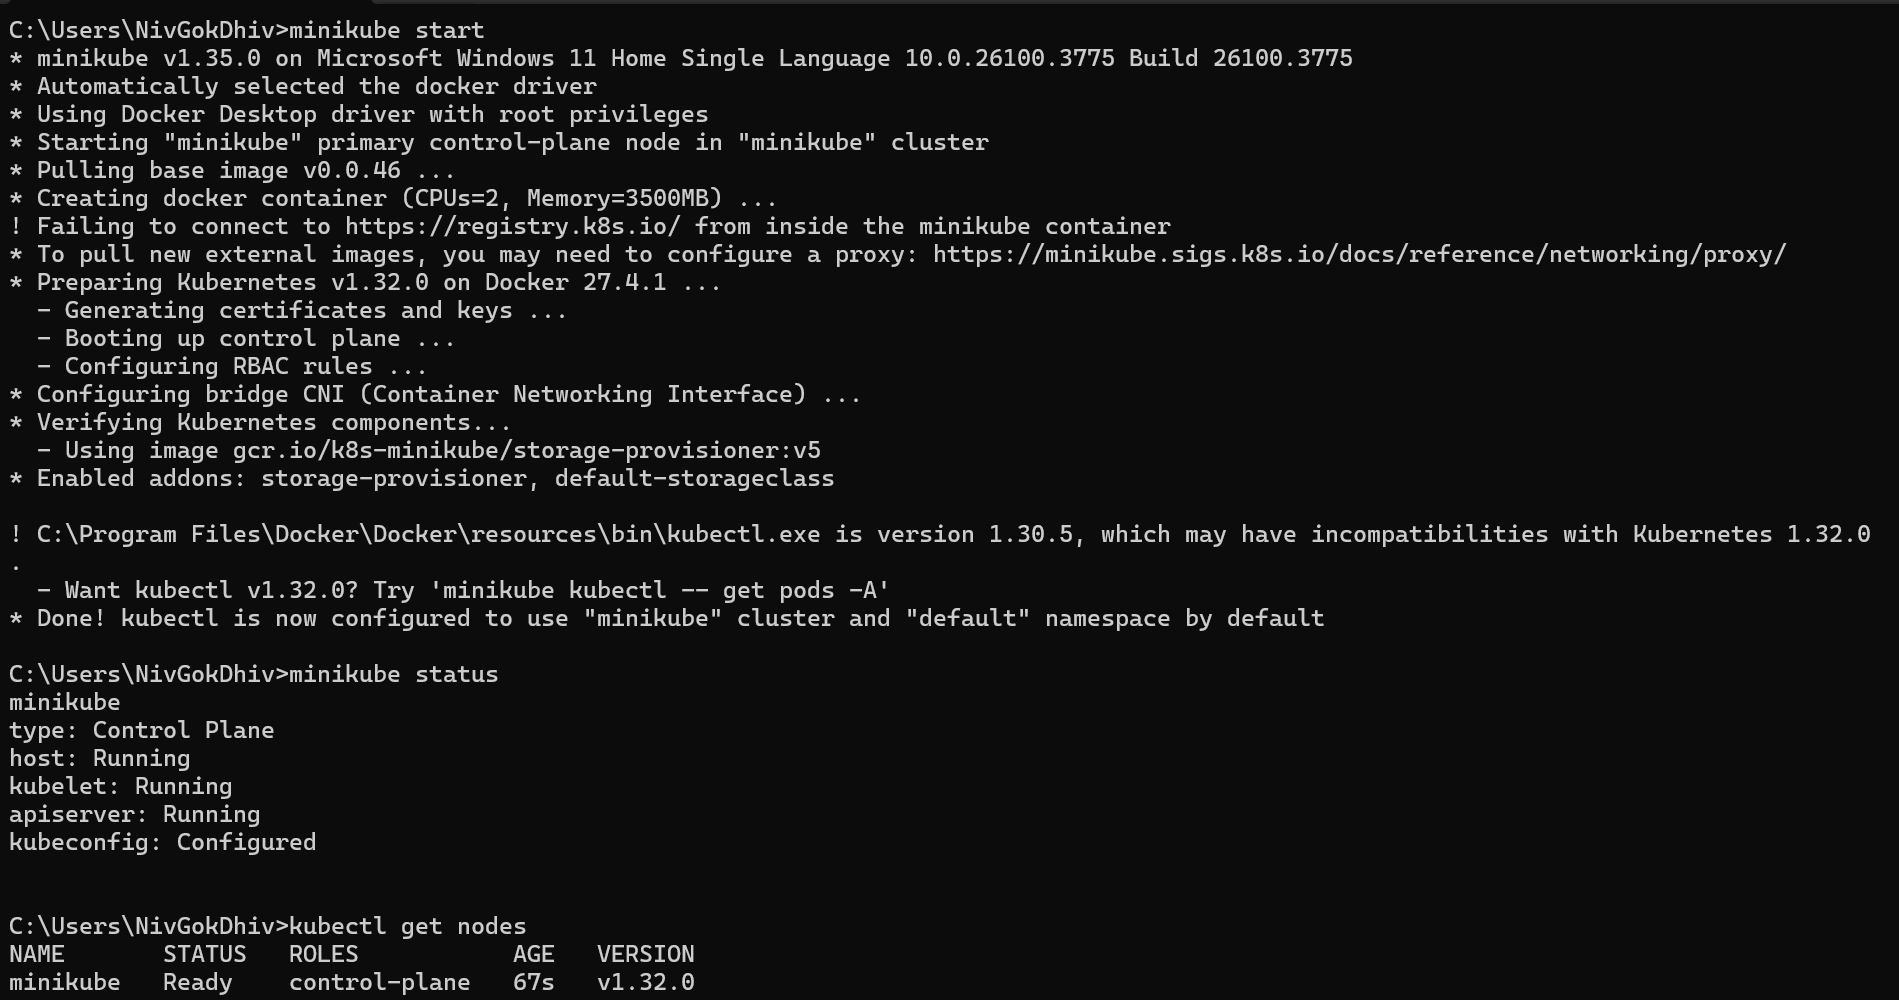 C:\Users\NivGokDhiv>minikube start
* minikube v1.35.0 on Microsoft Windows 11 Home Single Language 10.0.26100.3775 Build 26100.3775
* Automatically selected the docker driver
* Using Docker Desktop driver with root privileges
* Starting "minikube" primary control-plane node in "minikube" cluster
* Pulling base image v0.0.46 ...
* Creating docker container (CPUs=2, Memory=3500MB) ...
! Failing to connect to https://registry.k8s.io/ from inside the minikube container
* To pull new external images, you may need to configure a proxy: https://minikube.sigs.k8s.io/docs/reference/networking/proxy/
* Preparing Kubernetes v1.32.0 on Docker 27.4.1 ...
  - Generating certificates and keys ...
  - Booting up control plane ...
  - Configuring RBAC rules ...
* Configuring bridge CNI (Container Networking Interface) ...
* Verifying Kubernetes components...
  - Using image gcr.io/k8s-minikube/storage-provisioner:v5
* Enabled addons: storage-provisioner, default-storageclass
! C:\Program Files\Docker\Docker\resources\bin\kubectl.exe is version 1.30.5, which may have incompatibilities with Kubernetes 1.32.0
.
  - Want kubectl v1.32.0? Try 'minikube kubectl -- get pods -A'
* Done! kubectl is now configured to use "minikube" cluster and "default" namespace by default
C:\Users\NivGokDhiv>minikube status
minikube
type: Control Plane
host: Running
kubelet: Running
apiserver: Running
kubeconfig: Configured
C:\Users\NivGokDhiv>kubectl get nodes
NAME       STATUS   ROLES           AGE   VERSION
minikube   Ready    control-plane   67s   v1.32.0